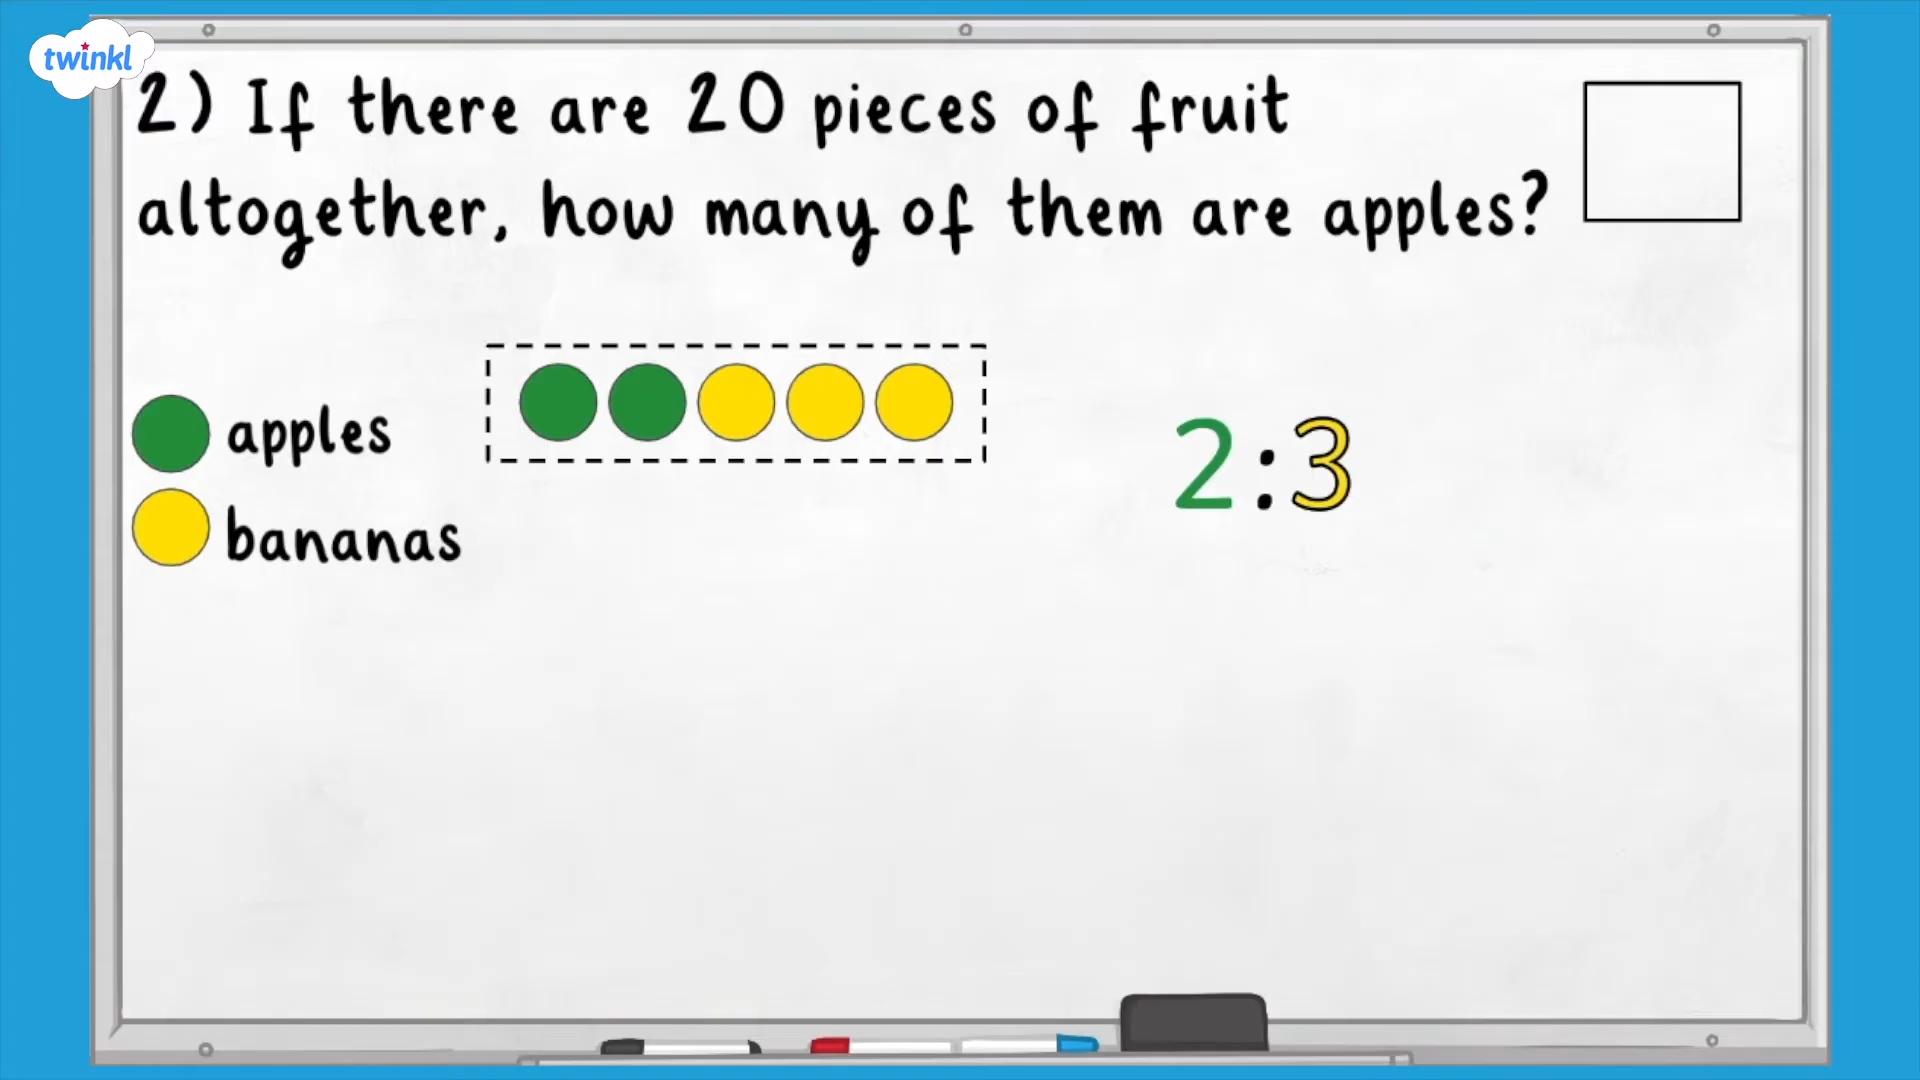 twinkl
2) If there are 20 pieces of fruit
altogether, how many of them are apples?
apples
bananas
2:3